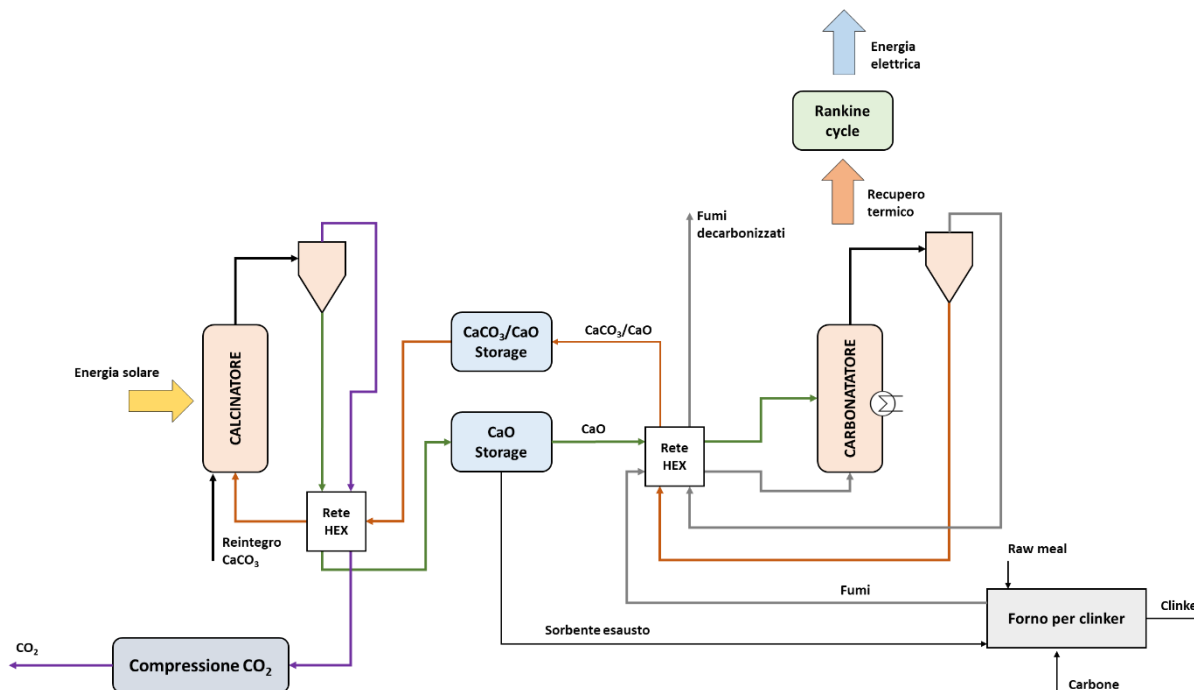 Energia
elettrica
Rankine
cycle
Recupero
termico
Fumi
decarbonizzati
Energia solare
CALCINATORE
CaCO₃/CaO
Storage
CaCO₃/CaO
CaO
Storage
CaO
Rete
HEX
CARBONATATORE
Rete
HEX
Reintegro
CaCO₃
Raw meal
Fumi
Forno per clinker
Clinke
Sorbente esausto
CO₂
Compressione CO₂
Carbone